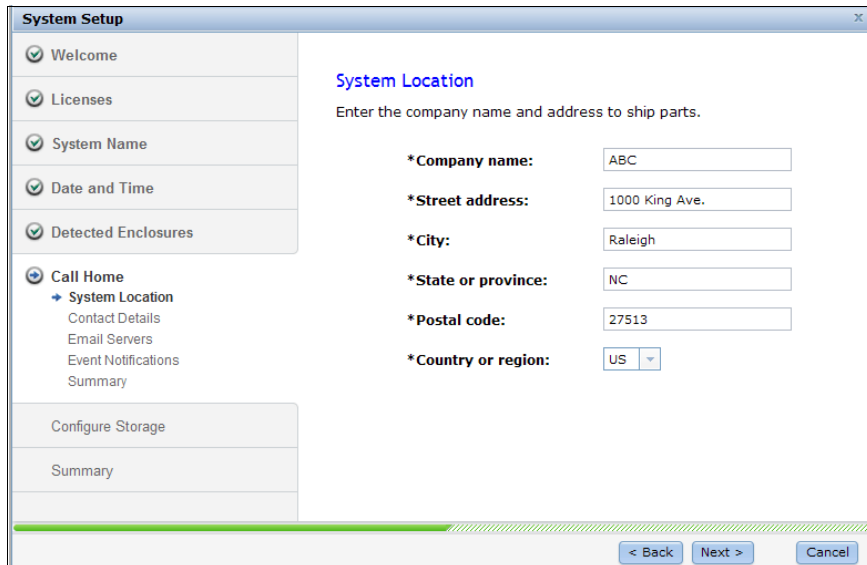 System Setup x
Welcome
Licenses
System Name
Date and Time
Detected Enclosures
Call Home
System Location
Contact Details
Email Servers
Event Notifications
Summary
Configure Storage
Summary
System Location
Enter the company name and address to ship parts.
*Company name: ABC
*Street address: 1000 King Ave.
*City: Raleigh
*State or province: NC
*Postal code: 27513
*Country or region: US
< Back Next > Cancel